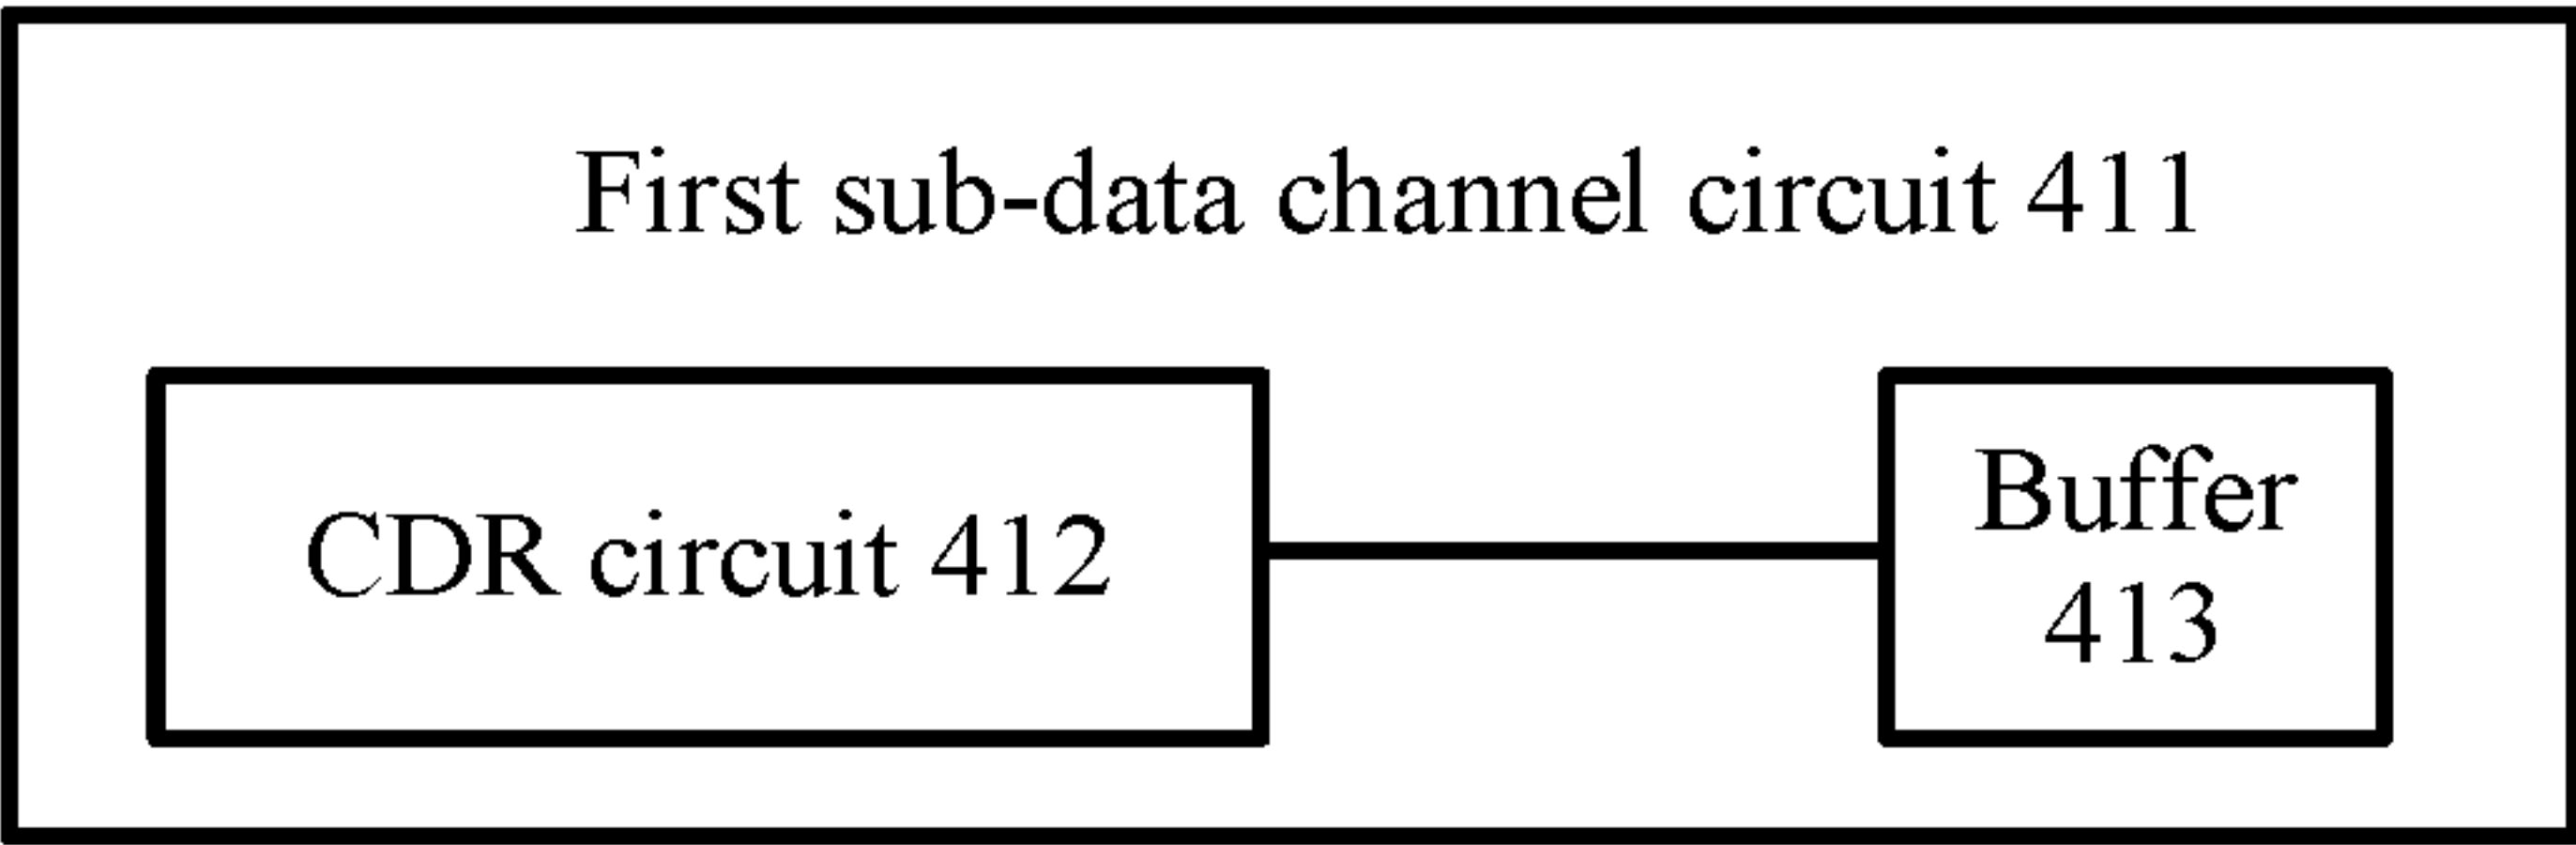 First sub-data channel circuit 411
CDR circuit 412
Buffer
413